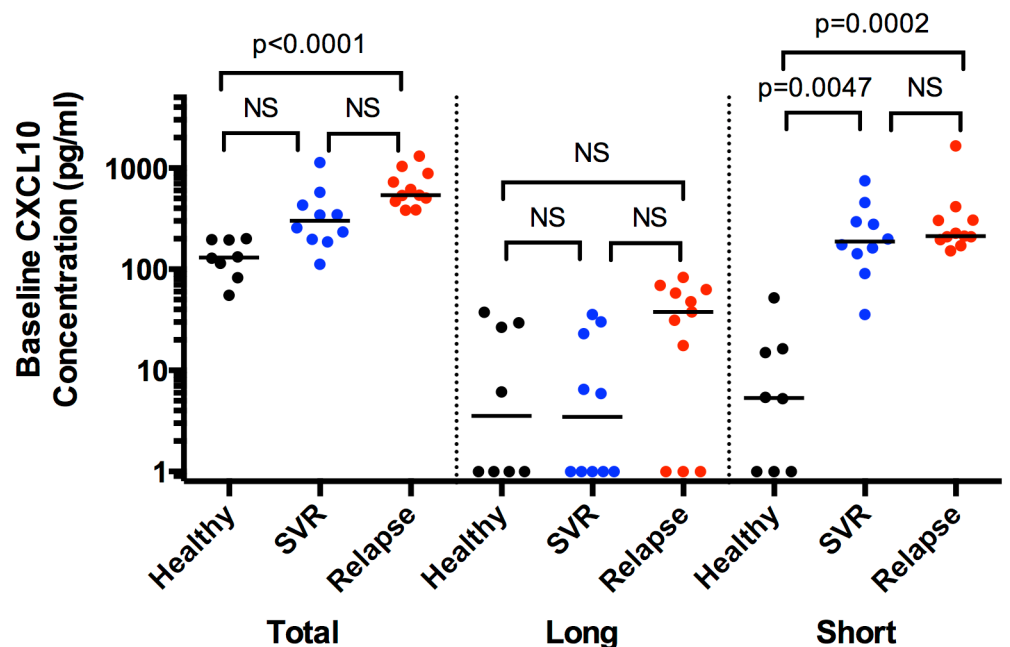 p=0.0002
p<0.0001
p=0.0047 NS
NS NS
NS
NS NS
Baseline CXCL10
Concentration (pg/ml)
1000
100
10
1
Healthy SVR Relapse Healthy SVR Relapse Healthy SVR Relapse
Total Long Short